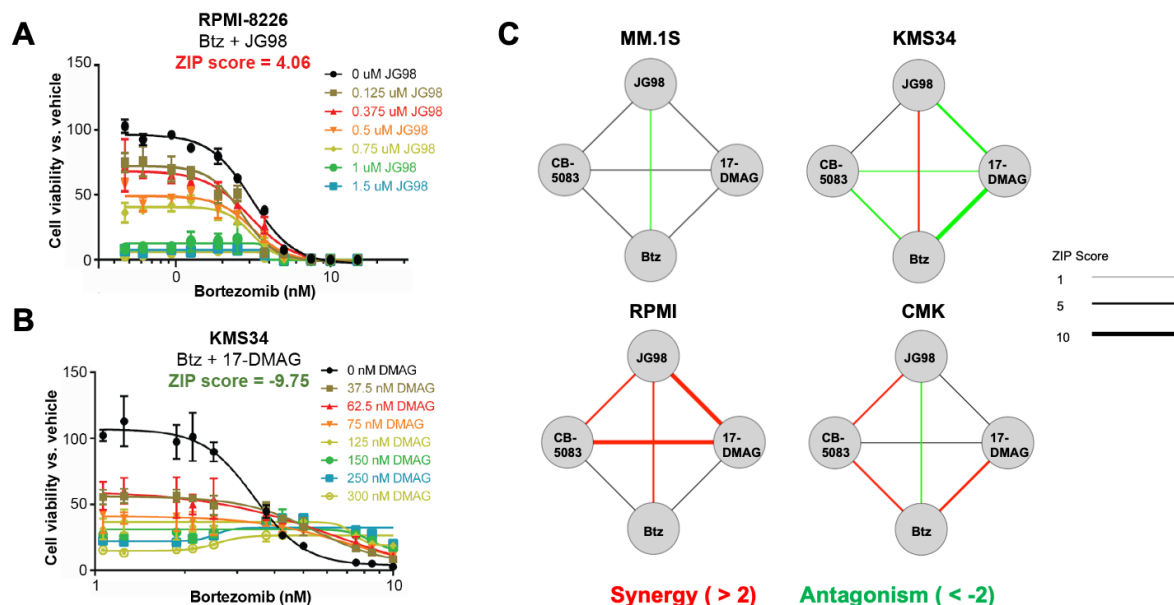 A
RPMI-8226
Btz + JG98
ZIP score = 4.06
Cell viability vs. vehicle
150
100
50
0
0
10
Bortezomib (nM)
0 uM JG98
0.125 uM JG98
0.375 uM JG98
0.5 uM JG98
0.75 uM JG98
1 uM JG98
1.5 uM JG98
B
KMS34
Btz + 17-DMAG
ZIP score = -9.75
Cell viability vs. vehicle
150
100
50
0
1
10
Bortezomib (nM)
0 nM DMAG
37.5 nM DMAG
62.5 nM DMAG
75 nM DMAG
125 nM DMAG
150 nM DMAG
250 nM DMAG
300 nM DMAG
C
MM.1S
JG98
CB-
5083
17-
DMAG
Btz
KMS34
JG98
CB-
5083
17-
DMAG
Btz
RPMI
JG98
CB-
5083
17-
DMAG
Btz
CMK
JG98
CB-
5083
17-
DMAG
Btz
ZIP Score
1
5
10
Synergy ( > 2)
Antagonism ( < -2)